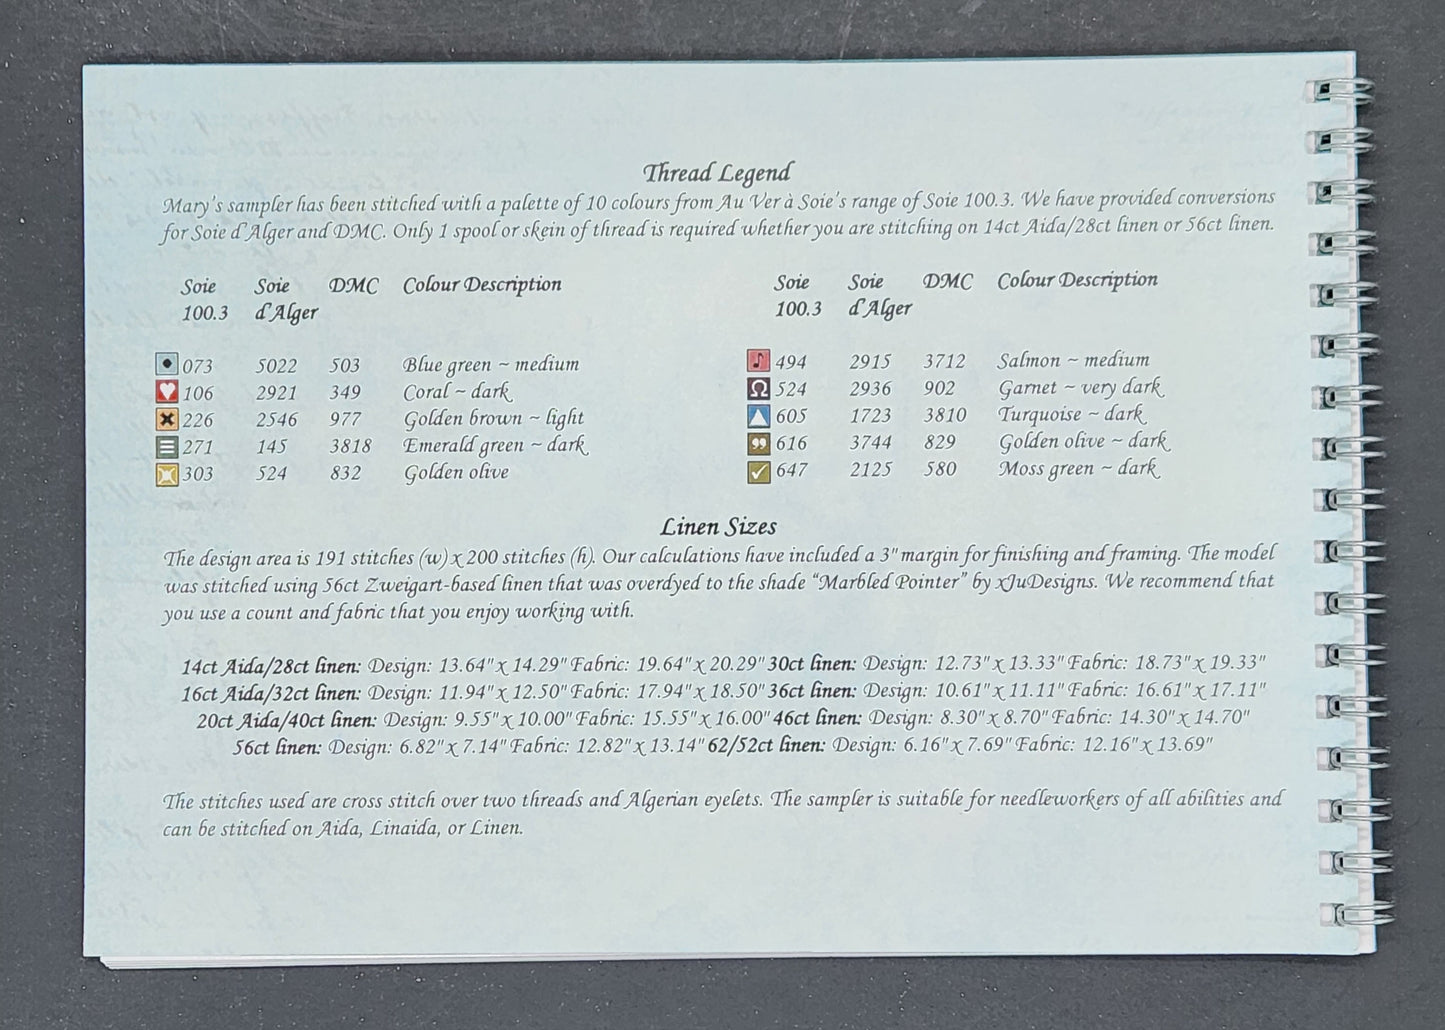 Thread Legend
Mary's sampler has been stitched with a palette of 10 colours from Au Ver à Soie's range of Soie 100.3. We have provided conversions
for Soie d'Alger and DMC. Only 1 spool or skein of thread is required whether you are stitching on 14ct Aida/28ct linen or 56ct linen.
Soie Soie DMC Colour Description
100.3 d'Alger
073 5022 503 Blue green ~ medium
106 2921 349 Coral ~ dark
226 2546 977 Golden brown ~ light
271 145 3818 Emerald green ~ dark
303 524 832 Golden olive
Soie Soie DMC Colour Description
100.3 d'Alger
494 2915 3712 Salmon ~ medium
524 2936 902 Garnet ~ very dark
605 1723 3810 Turquoise ~ dark
616 3744 829 Golden olive ~ dark
647 2125 580 Moss green ~ dark
Linen Sizes
The design area is 191 stitches (w) x 200 stitches (h). Our calculations have included a 3" margin for finishing and framing. The model
was stitched using 56ct Zweigart-based linen that was overdyed to the shade "Marbled Pointer" by xJuDesigns. We recommend that
you use a count and fabric that you enjoy working with.
14ct Aida/28ct linen: Design: 13.64" x 14.29" Fabric: 19.64" x 20.29" 30ct linen: Design: 12.73" x 13.33" Fabric: 18.73" x 19.33"
16ct Aida/32ct linen: Design: 11.94" x 12.50" Fabric: 17.94" x 18.50" 36ct linen: Design: 10.61" x 11.11" Fabric: 16.61" x 17.11"
20ct Aida/40ct linen: Design: 9.55" x 10.00" Fabric: 15.55" x 16.00" 46ct linen: Design: 8.30" x 8.70" Fabric: 14.30" x 14.70"
56ct linen: Design: 6.82" x 7.14" Fabric: 12.82" x 13.14" 62/52ct linen: Design: 6.16" x 7.69" Fabric: 12.16" x 13.69"
The stitches used are cross stitch over two threads and Algerian eyelets. The sampler is suitable for needleworkers of all abilities and
can be stitched on Aida, Linaida, or Linen.